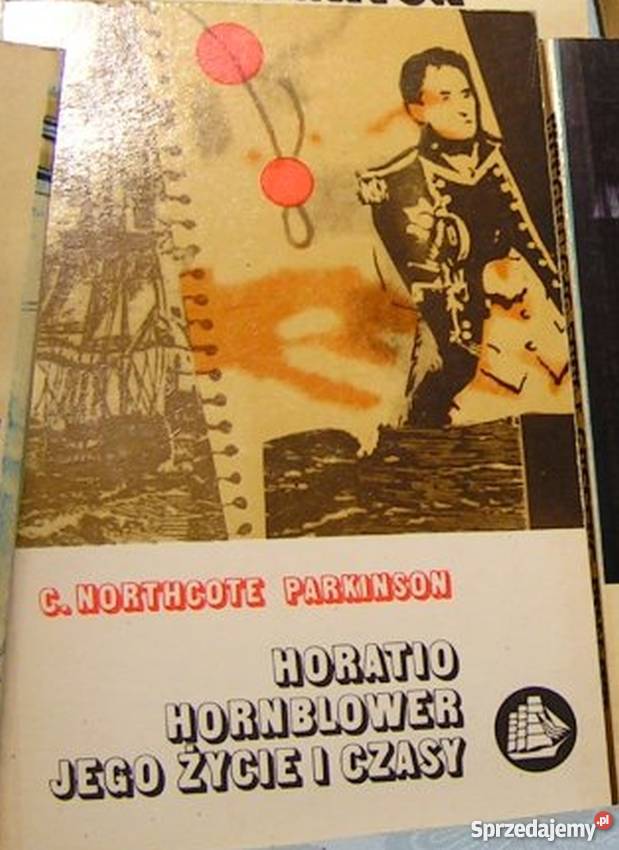 C. NORTHCOTE PARKINSON
HORATIO
HORNBLOWER
JEGO ŻYCIE I CZASY
Sprzedajemy.pl